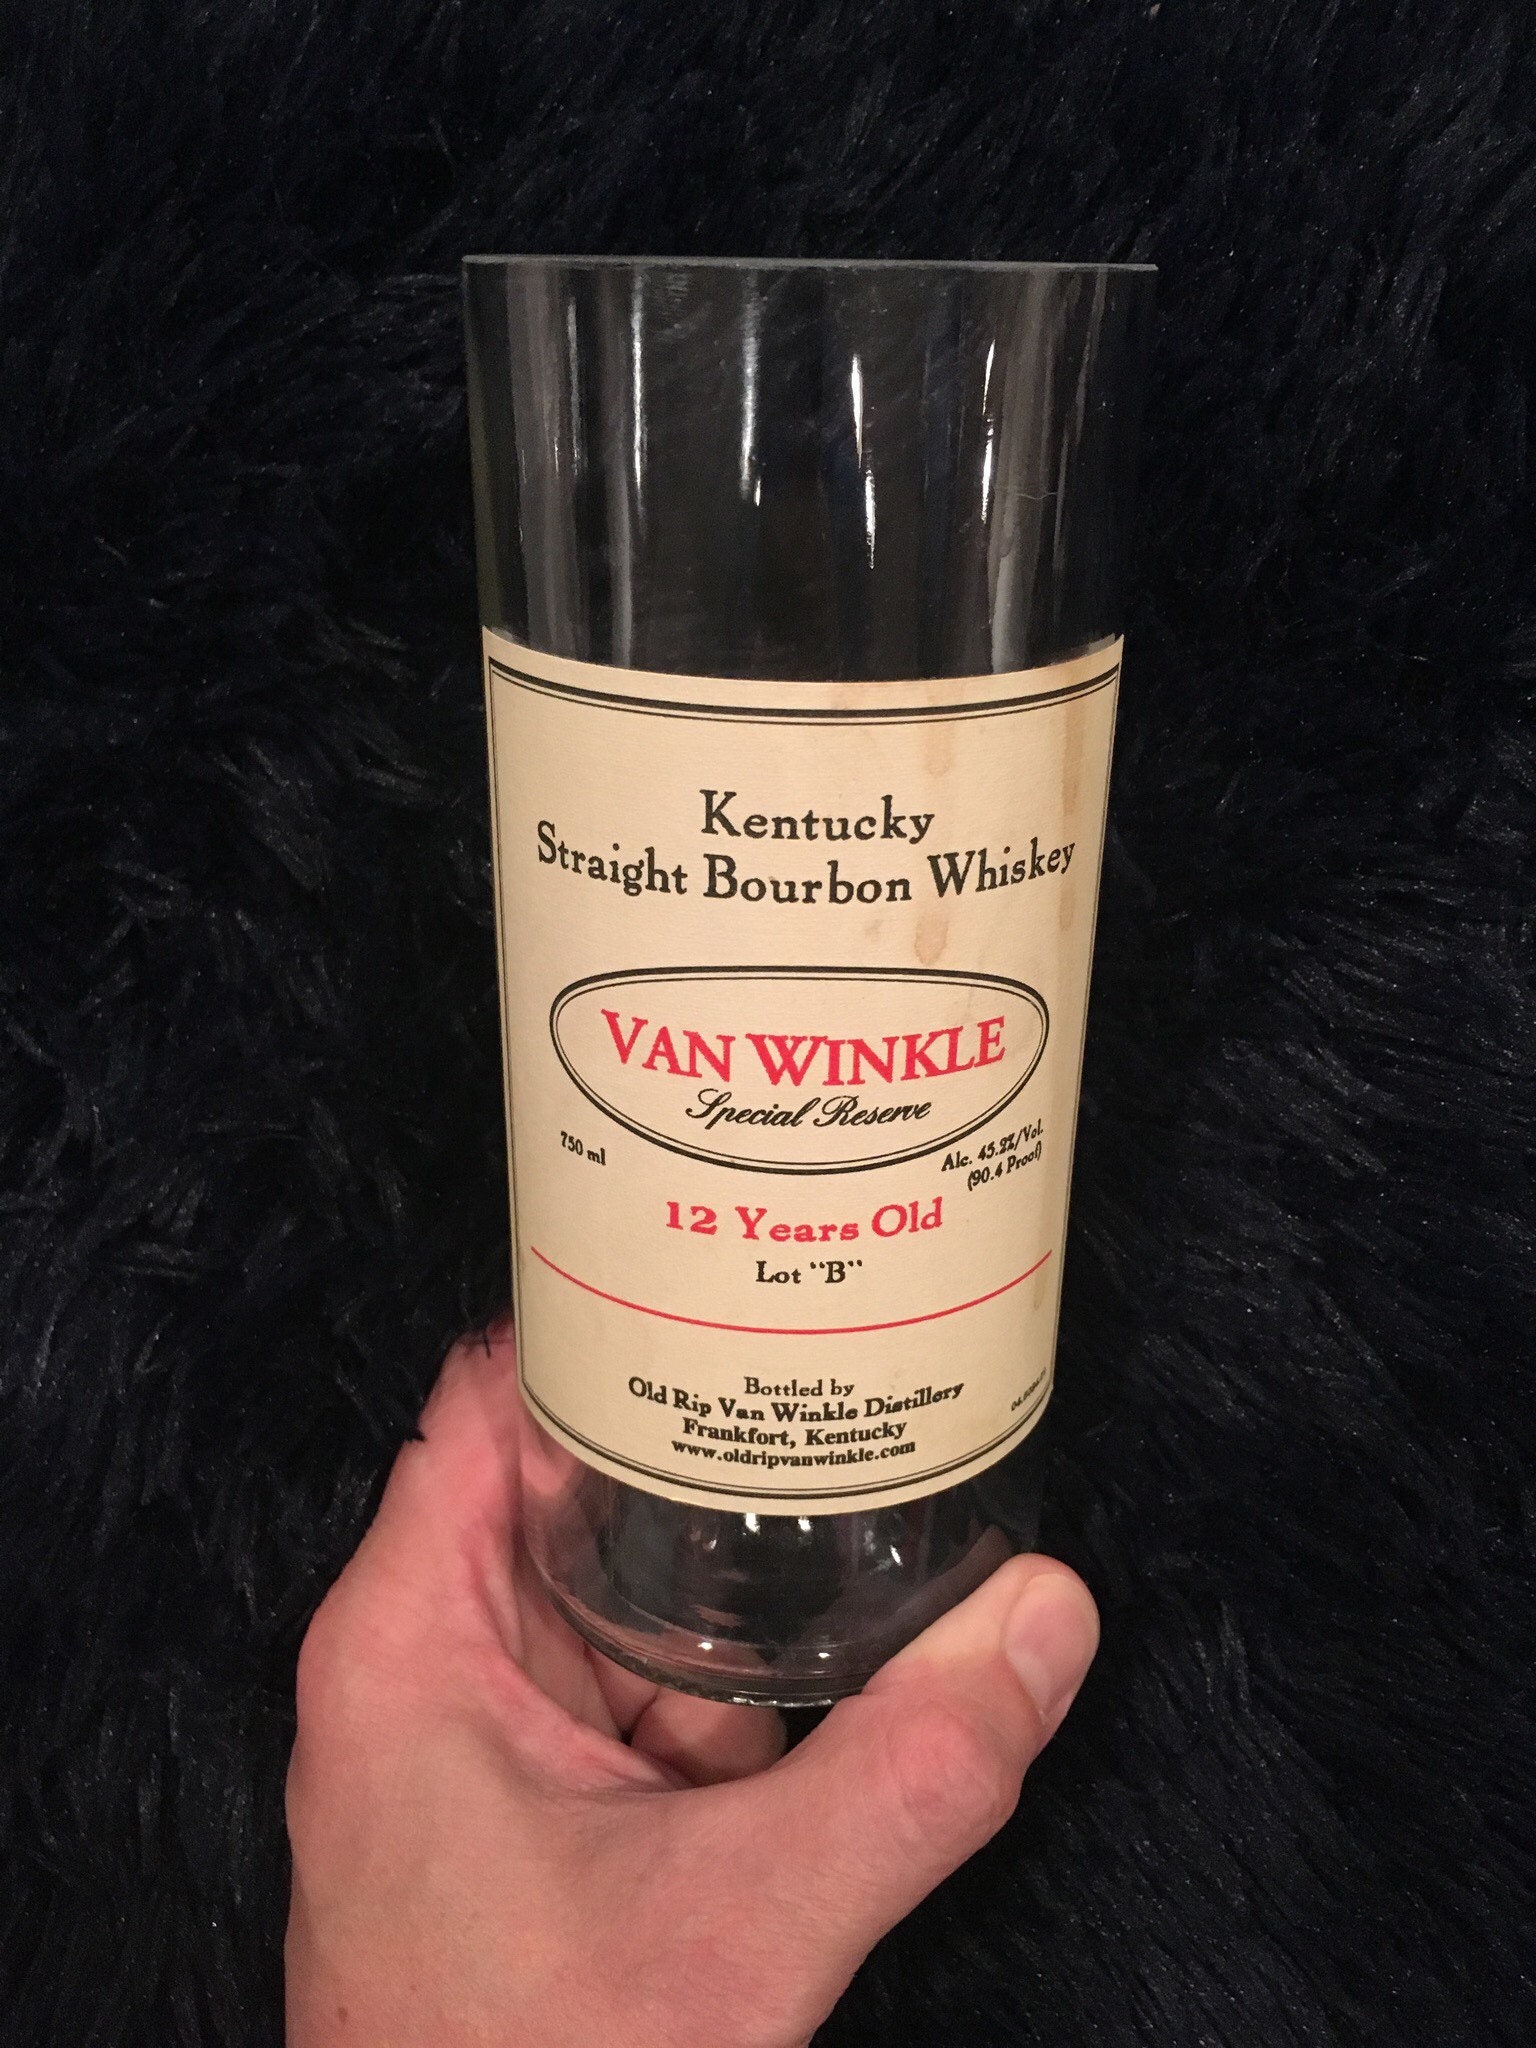 Kentucky
Straight Bourbon Whiskey
VAN WINKLE
Special Reserve
750 ml
Alc. 45.2%/Vol.
(90.4 Proof)
12 Years Old
Lot "B"
Bottled by
Old Rip Van Winkle Distillery
Frankfort, Kentucky
www.oldripvanwinkle.com